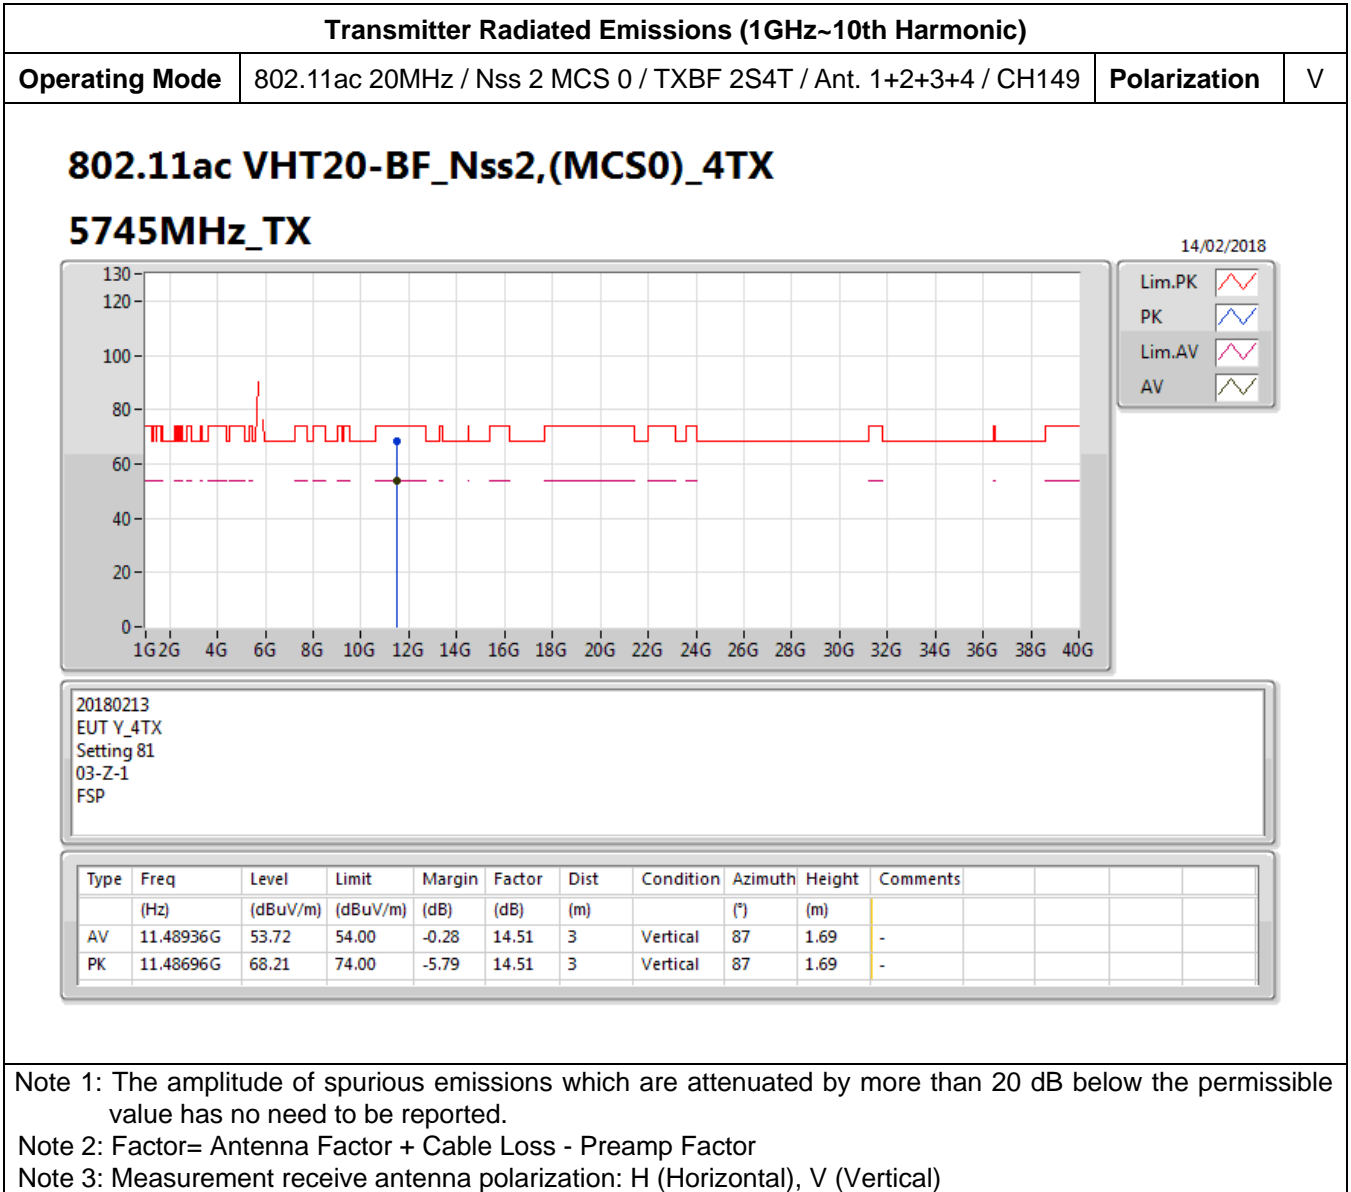 Transmitter Radiated Emissions (1GHz~10th Harmonic)
Operating Mode 802.11ac 20MHz / Nss 2 MCS 0 / TXBF 2S4T / Ant. 1+2+3+4 / CH149 Polarization V
802.11ac VHT20-BF_Nss2,(MCS0)_4TX
5745MHz_TX
14/02/2018
130
120
100
80
60
40
20
0
1G 2G 4G 6G 8G 10G 12G 14G 16G 18G 20G 22G 24G 26G 28G 30G 32G 34G 36G 38G 40G
Lim.PK
PK
Lim.AV
AV
20180213
EUT Y_4TX
Setting 81
03-Z-1
FSP
Type Freq Level Limit Margin Factor Dist Condition Azimuth Height Comments
(Hz) (dBuV/m) (dBuV/m) (dB) (dB) (m) (°) (m)
AV 11.48936G 53.72 54.00 -0.28 14.51 3 Vertical 87 1.69 -
PK 11.48696G 68.21 74.00 -5.79 14.51 3 Vertical 87 1.69 -
Note 1: The amplitude of spurious emissions which are attenuated by more than 20 dB below the permissible
value has no need to be reported.
Note 2: Factor= Antenna Factor + Cable Loss - Preamp Factor
Note 3: Measurement receive antenna polarization: H (Horizontal), V (Vertical)